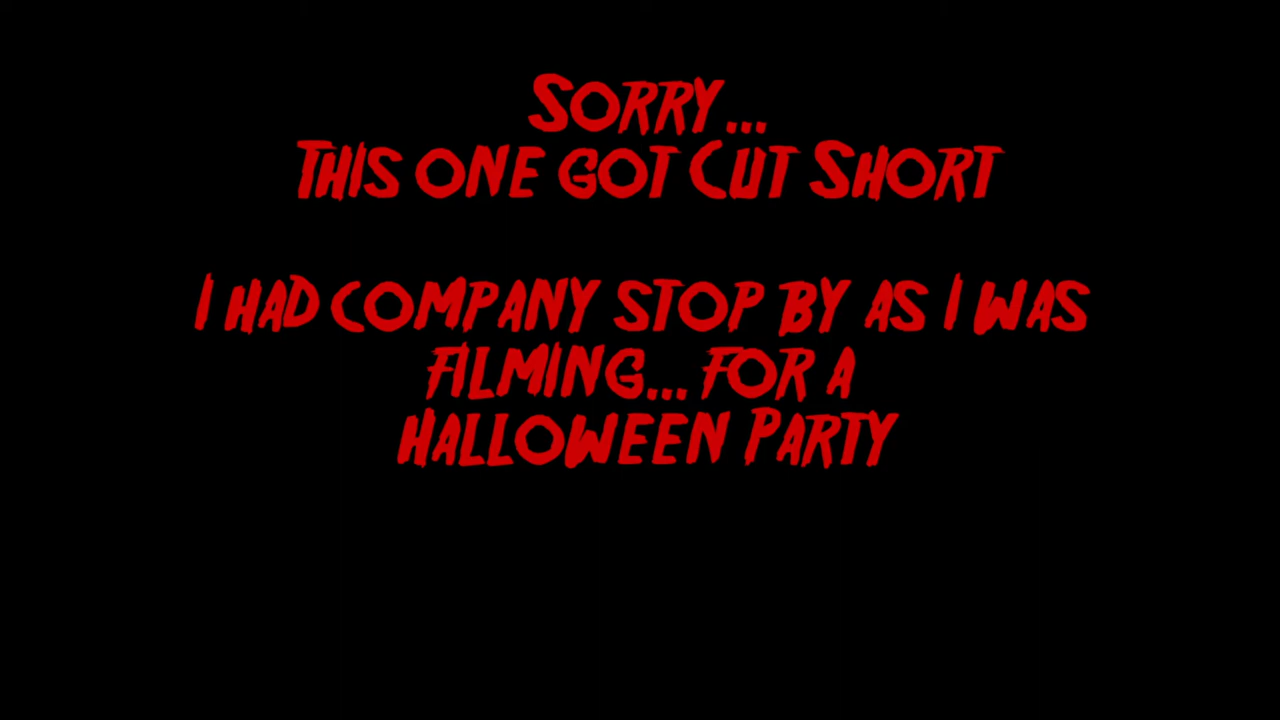 Sorry...
This one got Cut Short
I had company stop by as I was
filming... for a
Halloween Party